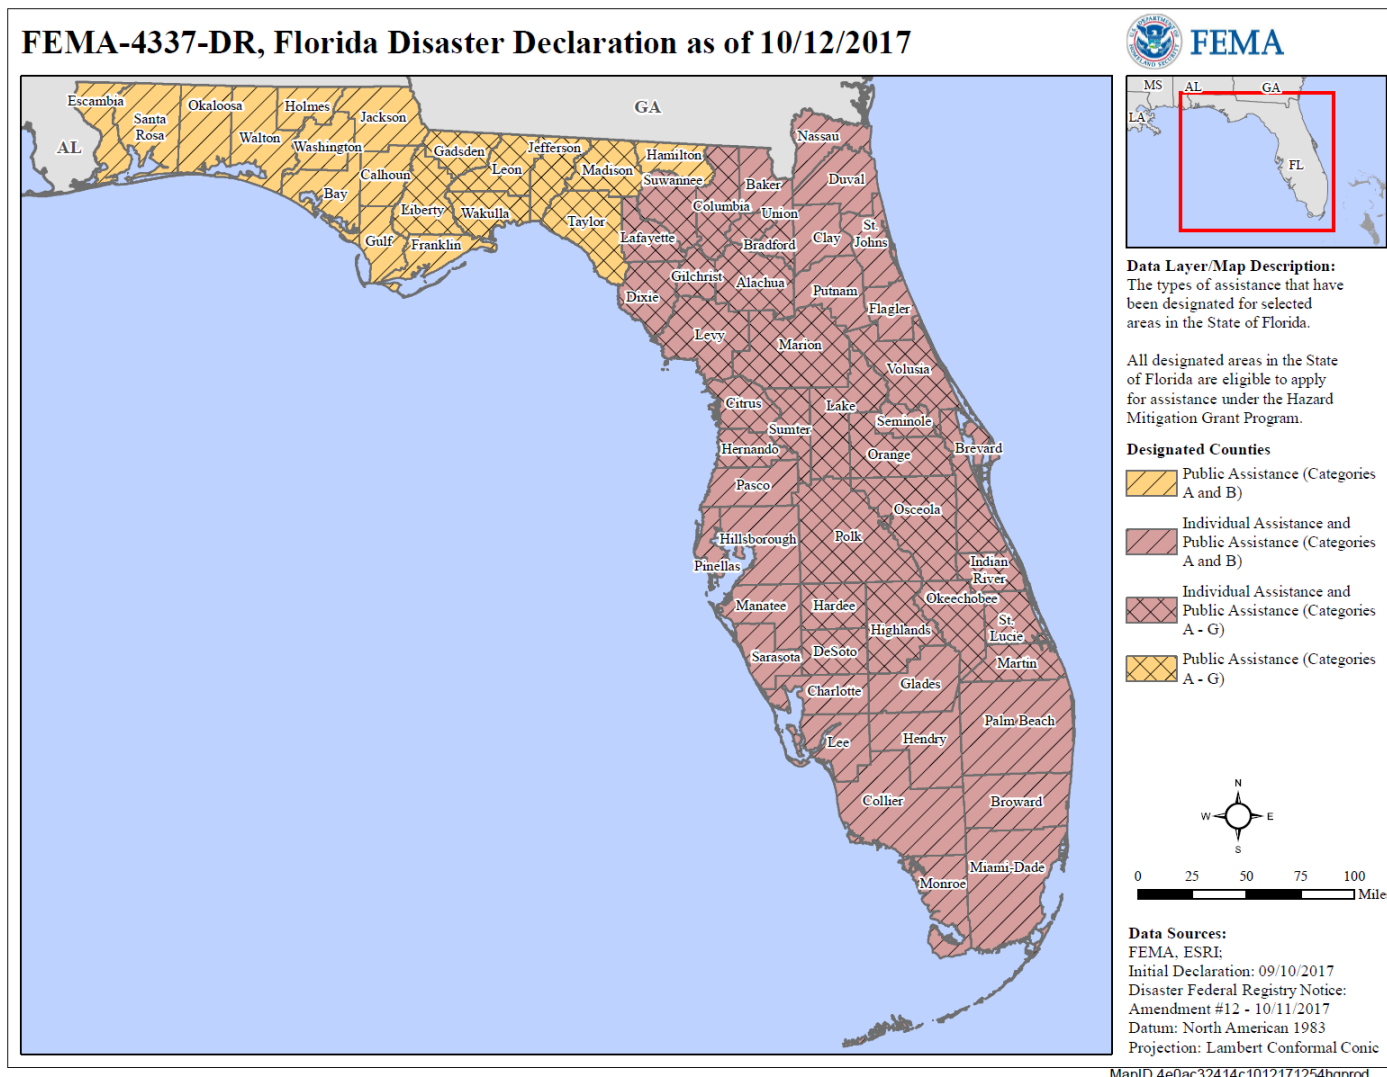 FEMA-4337-DR, Florida Disaster Declaration as of 10/12/2017
FEMA
MS
AL
GA
LA
FL
AL
GA
Escambia
Santa
Rosa
Okaloosa
Walton
Holmes
Washington
Jackson
Bay
Calhoun
Gulf
Franklin
Liberty
Gadsden
Leon
Wakulla
Jefferson
Madison
Taylor
Hamilton
Suwannee
Lafayette
Columbia
Baker
Union
Bradford
Nassau
Duval
Clay
St.
Johns
Putnam
Flagler
Gilchrist
Alachua
Dixie
Levy
Marion
Volusia
Citrus
Sumter
Lake
Seminole
Hernando
Orange
Brevard
Pasco
Osceola
Hillsborough
Polk
Pinellas
Indian
River
Manatee
Hardee
Okeechobee
Highlands
St.
Lucie
Sarasota
DeSoto
Martin
Charlotte
Glades
Lee
Hendry
Palm Beach
Collier
Broward
Monroe
Miami-Dade
Data Layer/Map Description:
The types of assistance that have
been designated for selected
areas in the State of Florida.
All designated areas in the State
of Florida are eligible to apply
for assistance under the Hazard
Mitigation Grant Program.
Designated Counties
Public Assistance (Categories
A and B)
Individual Assistance and
Public Assistance (Categories
A and B)
Individual Assistance and
Public Assistance (Categories
A - G)
Public Assistance (Categories
A - G)
N
W
E
S
0 25 50 75 100
Miles
Data Sources:
FEMA, ESRI;
Initial Declaration: 09/10/2017
Disaster Federal Registry Notice:
Amendment #12 - 10/11/2017
Datum: North American 1983
Projection: Lambert Conformal Conic
MapID 4e0ac32414c1012171254hqprod